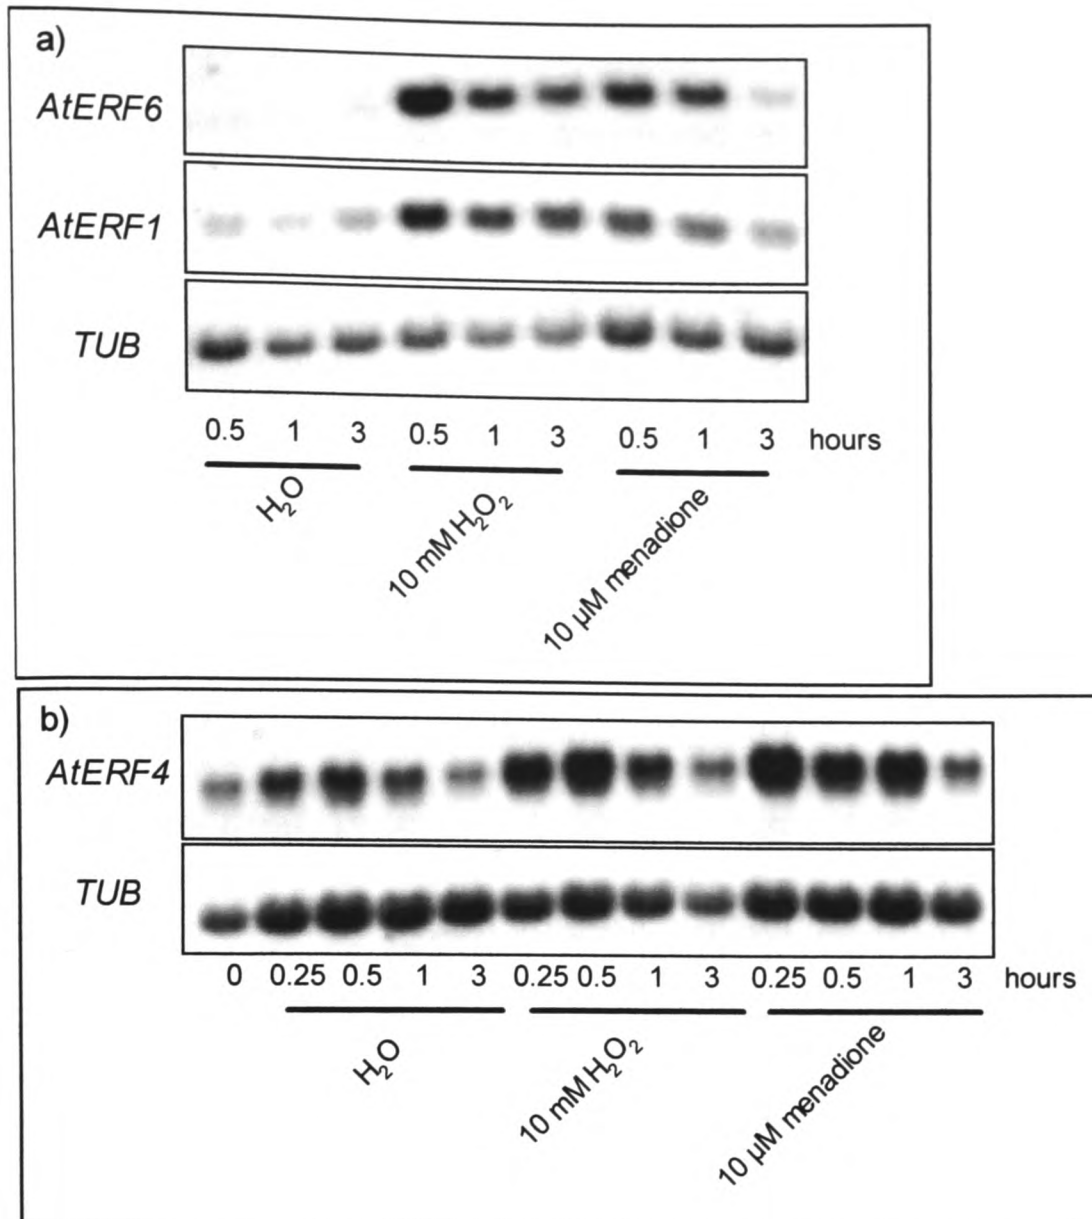 a)
AtERF6
AtERF1
TUB
0.5 1 3 0.5 1 3 0.5 1 3 hours
H₂O
10 mM H₂O₂
10 µM menadione
b)
AtERF4
TUB
0 0.25 0.5 1 3 0.25 0.5 1 3 0.25 0.5 1 3 hours
H₂O
10 mM H₂O₂
10 µM menadione